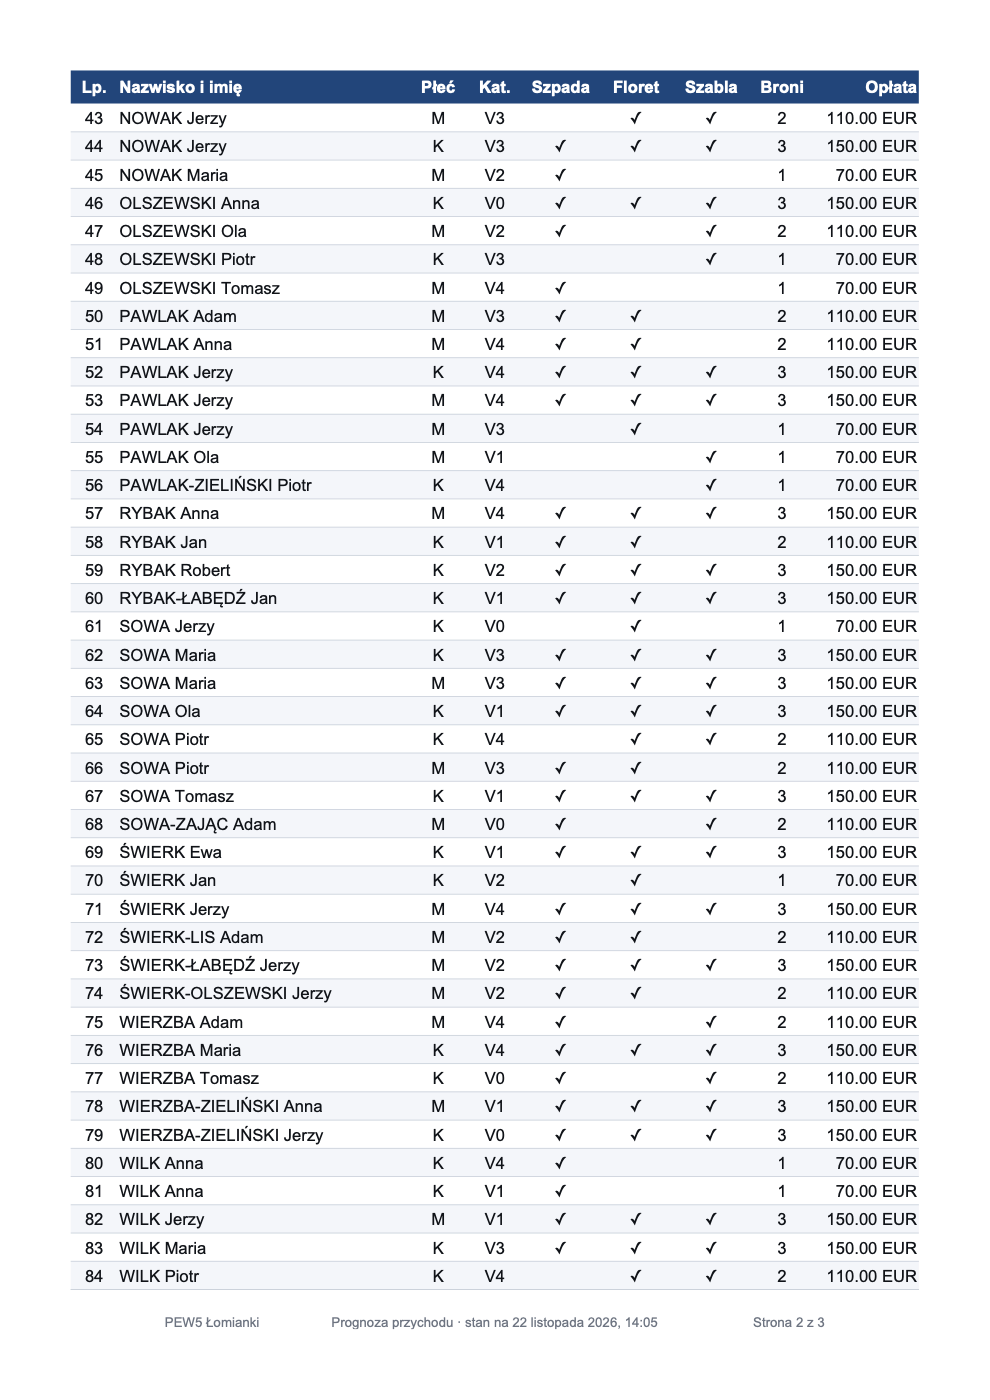 Lp. Nazwisko i imię Płeć Kat. Szpada Floret Szabla Broni Opłata
43 NOWAK Jerzy M V3 ✓ ✓ 2 110.00 EUR
44 NOWAK Jerzy K V3 ✓ ✓ ✓ 3 150.00 EUR
45 NOWAK Maria M V2 ✓ 1 70.00 EUR
46 OLSZEWSKI Anna K V0 ✓ ✓ ✓ 3 150.00 EUR
47 OLSZEWSKI Ola M V2 ✓ ✓ 2 110.00 EUR
48 OLSZEWSKI Piotr K V3 ✓ 1 70.00 EUR
49 OLSZEWSKI Tomasz M V4 ✓ 1 70.00 EUR
50 PAWLAK Adam M V3 ✓ ✓ 2 110.00 EUR
51 PAWLAK Anna M V4 ✓ ✓ 2 110.00 EUR
52 PAWLAK Jerzy K V4 ✓ ✓ ✓ 3 150.00 EUR
53 PAWLAK Jerzy M V4 ✓ ✓ ✓ 3 150.00 EUR
54 PAWLAK Jerzy M V3 ✓ 1 70.00 EUR
55 PAWLAK Ola M V1 ✓ 1 70.00 EUR
56 PAWLAK-ZIELIŃSKI Piotr K V4 ✓ 1 70.00 EUR
57 RYBAK Anna M V4 ✓ ✓ ✓ 3 150.00 EUR
58 RYBAK Jan K V1 ✓ ✓ 2 110.00 EUR
59 RYBAK Robert K V2 ✓ ✓ ✓ 3 150.00 EUR
60 RYBAK-ŁABĘDŹ Jan K V1 ✓ ✓ ✓ 3 150.00 EUR
61 SOWA Jerzy K V0 ✓ 1 70.00 EUR
62 SOWA Maria K V3 ✓ ✓ ✓ 3 150.00 EUR
63 SOWA Maria M V3 ✓ ✓ ✓ 3 150.00 EUR
64 SOWA Ola K V1 ✓ ✓ ✓ 3 150.00 EUR
65 SOWA Piotr K V4 ✓ ✓ 2 110.00 EUR
66 SOWA Piotr M V3 ✓ ✓ 2 110.00 EUR
67 SOWA Tomasz K V1 ✓ ✓ ✓ 3 150.00 EUR
68 SOWA-ZAJĄC Adam M V0 ✓ ✓ 2 110.00 EUR
69 ŚWIERK Ewa K V1 ✓ ✓ ✓ 3 150.00 EUR
70 ŚWIERK Jan K V2 ✓ 1 70.00 EUR
71 ŚWIERK Jerzy M V4 ✓ ✓ ✓ 3 150.00 EUR
72 ŚWIERK-LIS Adam M V2 ✓ ✓ 2 110.00 EUR
73 ŚWIERK-ŁABĘDŹ Jerzy M V2 ✓ ✓ ✓ 3 150.00 EUR
74 ŚWIERK-OLSZEWSKI Jerzy M V2 ✓ ✓ 2 110.00 EUR
75 WIERZBA Adam M V4 ✓ ✓ 2 110.00 EUR
76 WIERZBA Maria K V4 ✓ ✓ ✓ 3 150.00 EUR
77 WIERZBA Tomasz K V0 ✓ ✓ 2 110.00 EUR
78 WIERZBA-ZIELIŃSKI Anna M V1 ✓ ✓ ✓ 3 150.00 EUR
79 WIERZBA-ZIELIŃSKI Jerzy K V0 ✓ ✓ ✓ 3 150.00 EUR
80 WILK Anna K V4 ✓ 1 70.00 EUR
81 WILK Anna K V1 ✓ 1 70.00 EUR
82 WILK Jerzy M V1 ✓ ✓ ✓ 3 150.00 EUR
83 WILK Maria K V3 ✓ ✓ ✓ 3 150.00 EUR
84 WILK Piotr K V4 ✓ ✓ 2 110.00 EUR
PEW5 Łomianki Prognoza przychodu · stan na 22 listopada 2026, 14:05 Strona 2 z 3